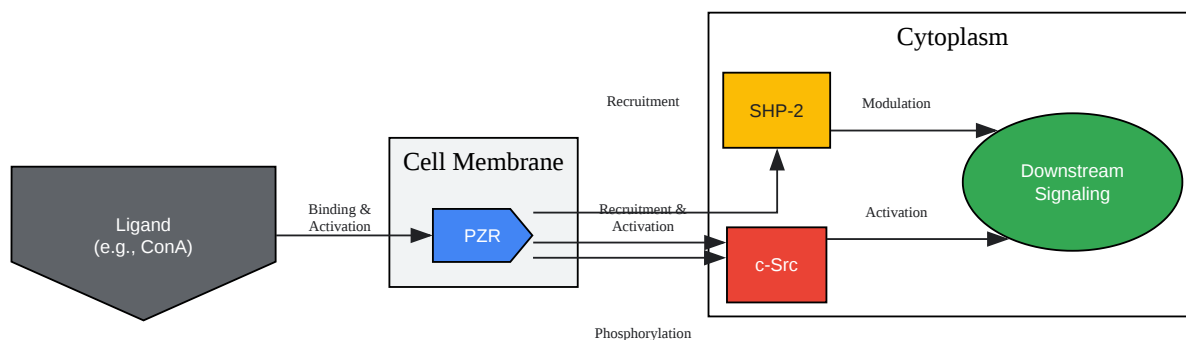 Cytoplasm
Recruitment
SHP-2
Modulation
Cell Membrane
Ligand
(e.g., ConA)
Binding &
Activation
PZR
Recruitment &
Activation
c-Src
Activation
Downstream
Signaling
Phosphorylation